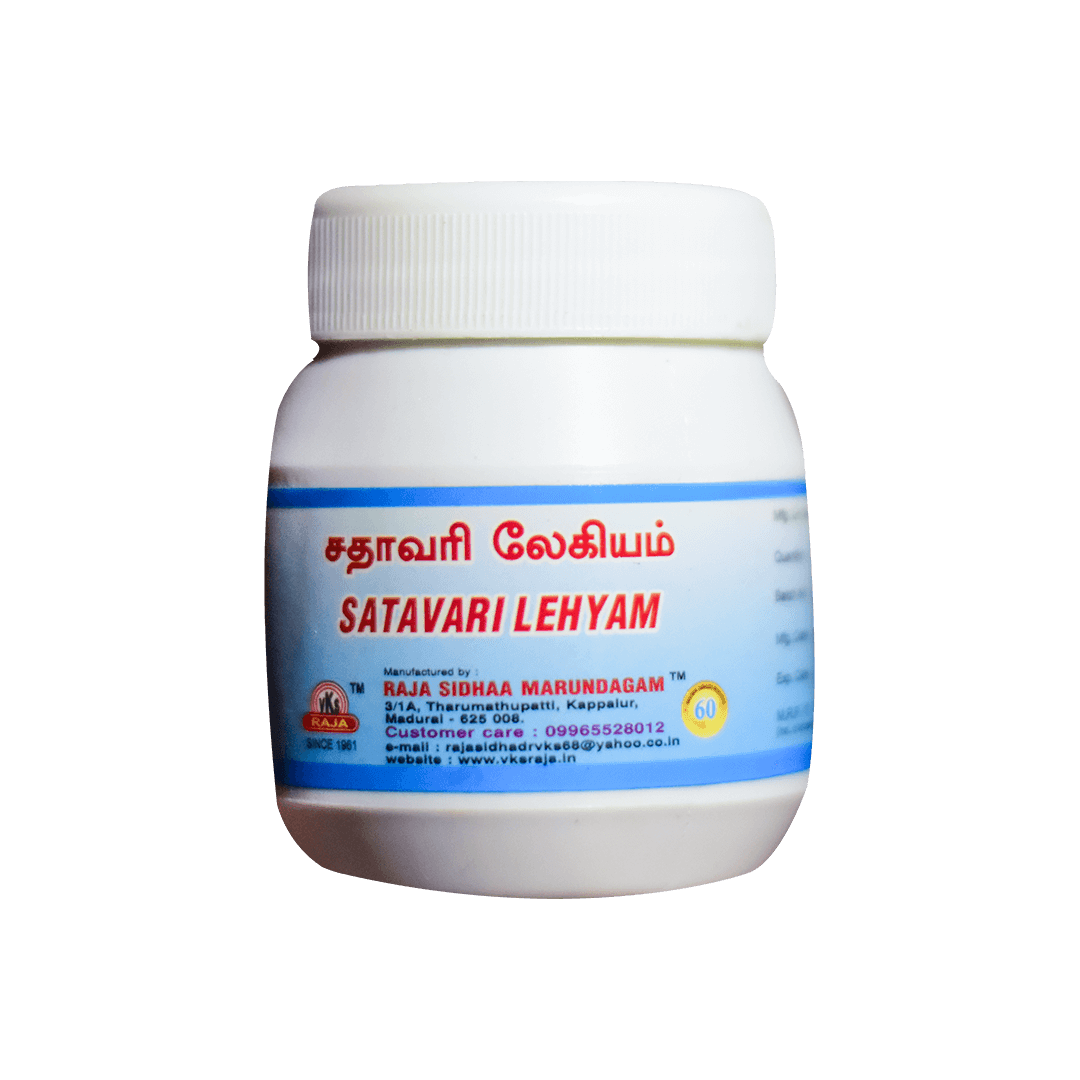 சதாவரி லேகியம்
SATAVARI LEHYAM
Manufactured by :
RAJA SIDHAA MARUNDAGAM TM
3/1A, Tharumathupatti, Kappalur,
Madurai - 625 008.
Customer care : 09965528012
e-mail : rajasidhadrvks68@yahoo.co.in
website : www.vksraja.in
VKS TM
RAJA
SINCE 1961
60